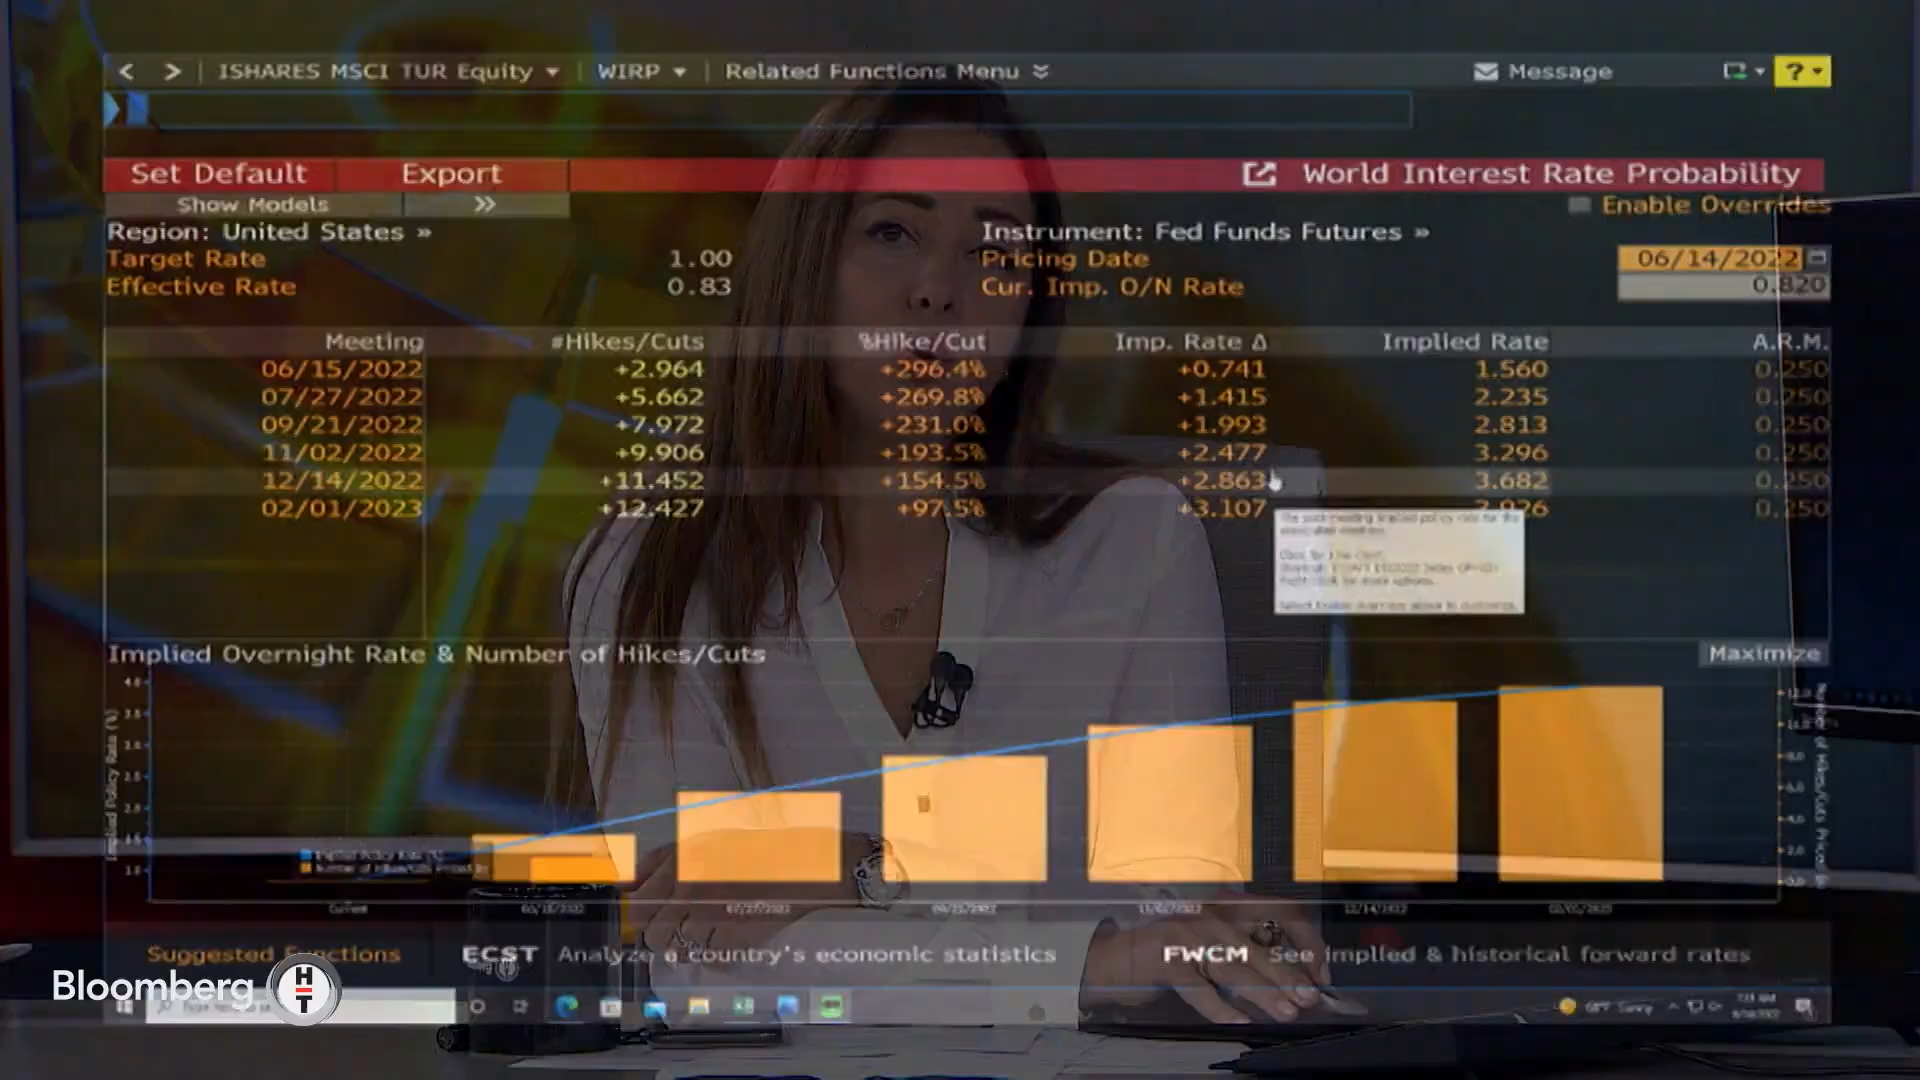 < > ISHARES MSCI TUR Equity WIRP Related Functions Menu Message ?
Set Default Export World Interest Rate Probability
Show Models >> Enable Overrides
Region: United States » Instrument: Fed Funds Futures »
Target Rate 1.00 Pricing Date 06/14/2022
Effective Rate 0.83 Cur. Imp. O/N Rate 0.820
Meeting #Hikes/Cuts %Hike/Cut Imp. Rate Δ Implied Rate A.R.M.
06/15/2022 +2.964 +296.4% +0.741 1.560 0.250
07/27/2022 +5.662 +269.8% +1.415 2.235 0.250
09/21/2022 +7.972 +231.0% +1.993 2.813 0.250
11/02/2022 +9.906 +193.5% +2.477 3.296 0.250
12/14/2022 +11.452 +154.5% +2.863 3.682 0.250
02/01/2023 +12.427 +97.5% +3.107 3.926 0.250
Implied Overnight Rate & Number of Hikes/Cuts Maximize
Implied Policy Rate (%)
Current
Suggested Functions ECST Analyze a country's economic statistics FWCM See implied & historical forward rates
Bloomberg HT